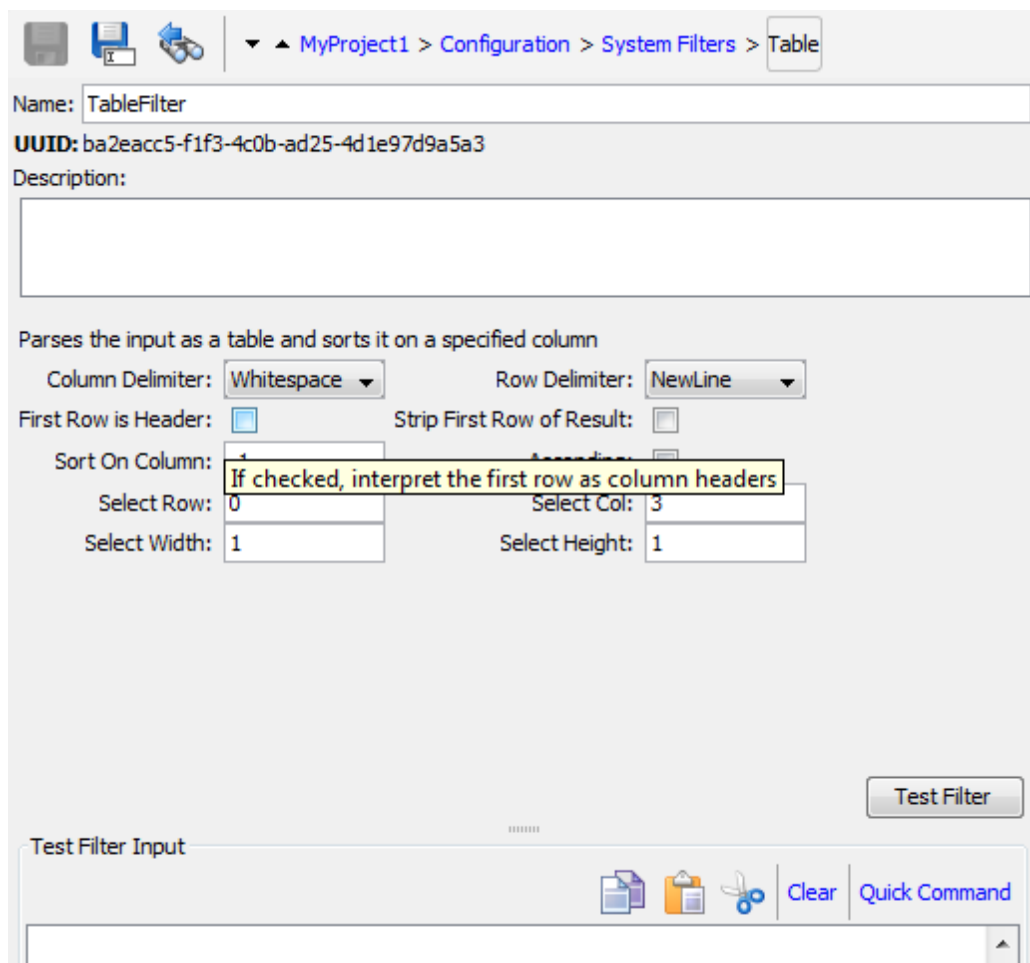 MyProject1 > Configuration > System Filters > Table
Name: TableFilter
UUID: ba2eacc5-f1f3-4c0b-ad25-4d1e97d9a5a3
Description:
Parses the input as a table and sorts it on a specified column
Column Delimiter: Whitespace Row Delimiter: NewLine
First Row is Header: Strip First Row of Result:
Sort On Column:
If checked, interpret the first row as column headers
Select Row: 0 Select Col: 3
Select Width: 1 Select Height: 1
Test Filter
Test Filter Input
Clear Quick Command